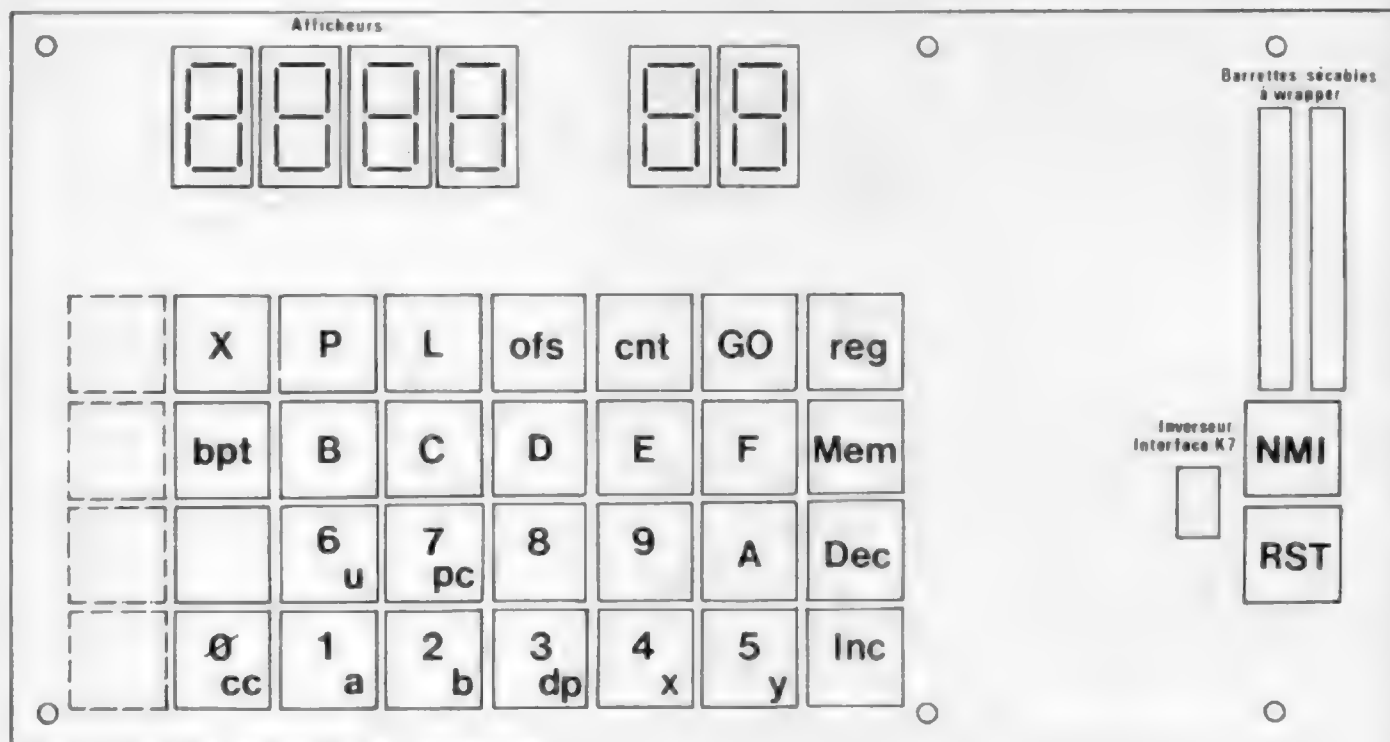 Afficheurs
Barrettes sécables
à wrapper
X P L ofs cnt GO reg
Inverseur
Interface K7
bpt B C D E F Mem NMI
6 u 7 pc 8 9 A Dec RST
0 cc 1 a 2 b 3 dp 4 x 5 y Inc